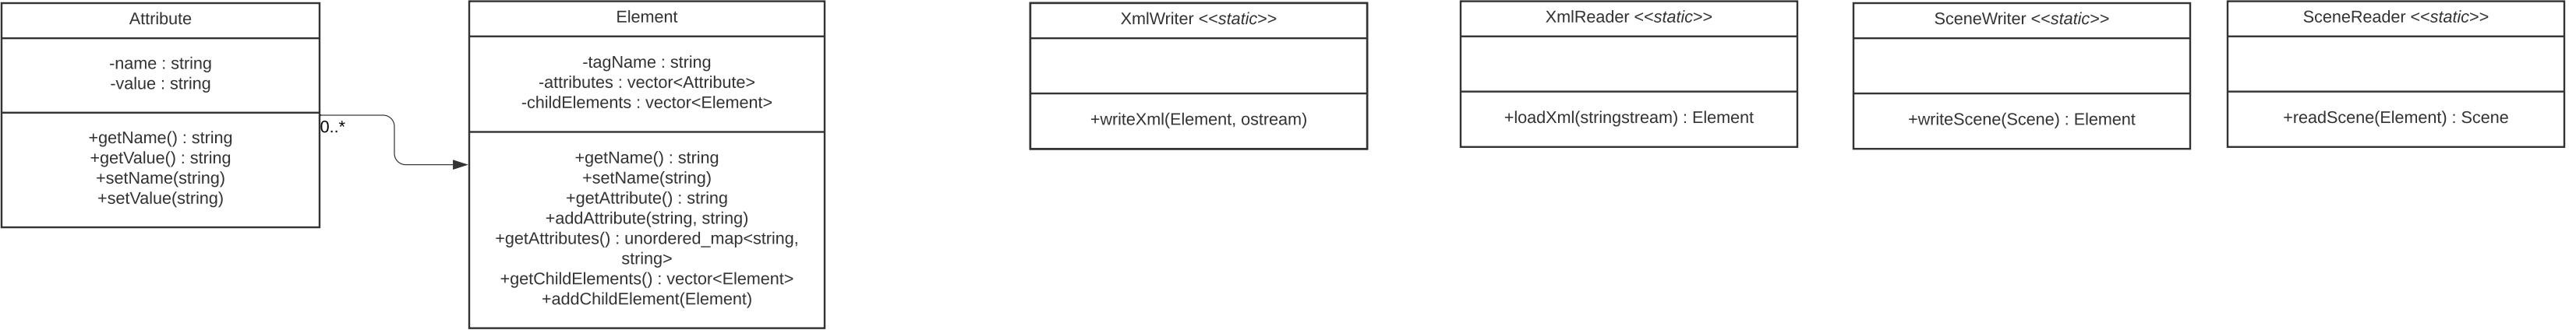 Attribute
-name : string
-value : string
+getName() : string
+getValue() : string
+setName(string)
+setValue(string)
0..*
Element
-tagName : string
-attributes : vector<Attribute>
-childElements : vector<Element>
+getName() : string
+setName(string)
+getAttribute() : string
+addAttribute(string, string)
+getAttributes() : unordered_map<string,
string>
+getChildElements() : vector<Element>
+addChildElement(Element)
XmlWriter <<static>>
+writeXml(Element, ostream)
XmlReader <<static>>
+loadXml(stringstream) : Element
SceneWriter <<static>>
+writeScene(Scene) : Element
SceneReader <<static>>
+readScene(Element) : Scene